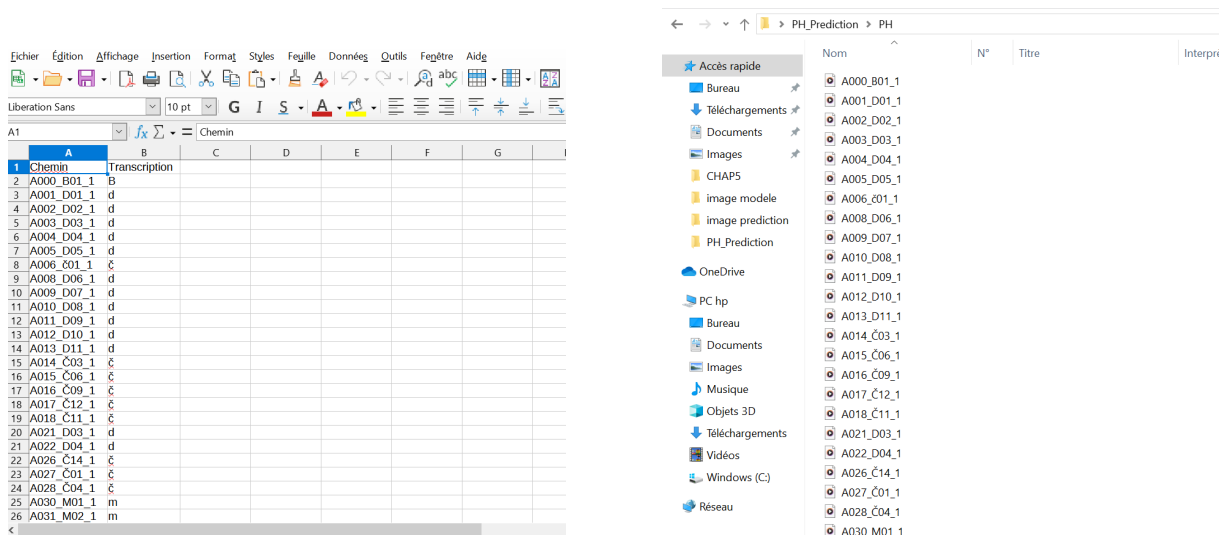 Fichier Édition Affichage Insertion Format Styles Feuille Données Outils Fenêtre Aide
abc
Liberation Sans 10 pt G I S A
A1 fx Σ = Chemin
A B C D E F G
1 Chemin Transcription
2 A000_B01_1 B
3 A001_D01_1 d
4 A002_D02_1 d
5 A003_D03_1 d
6 A004_D04_1 d
7 A005_D05_1 d
8 A006_č01_1 č
9 A008_D06_1 d
10 A009_D07_1 d
11 A010_D08_1 d
12 A011_D09_1 d
13 A012_D10_1 d
14 A013_D11_1 d
15 A014_Č03_1 č
16 A015_Č06_1 č
17 A016_Č09_1 č
18 A017_Č12_1 č
19 A018_Č11_1 č
20 A021_D03_1 d
21 A022_D04_1 d
22 A026_Č14_1 č
23 A027_Č01_1 č
24 A028_Č04_1 č
25 A030_M01_1 m
26 A031_M02_1 m
PH_Prediction > PH
Accès rapide
Bureau
Téléchargements
Documents
Images
CHAP5
image modele
image prediction
PH_Prediction
OneDrive
PC hp
Bureau
Documents
Images
Musique
Objets 3D
Téléchargements
Vidéos
Windows (C:)
Réseau
Nom N° Titre Interpre
A000_B01_1
A001_D01_1
A002_D02_1
A003_D03_1
A004_D04_1
A005_D05_1
A006_č01_1
A008_D06_1
A009_D07_1
A010_D08_1
A011_D09_1
A012_D10_1
A013_D11_1
A014_Č03_1
A015_Č06_1
A016_Č09_1
A017_Č12_1
A018_Č11_1
A021_D03_1
A022_D04_1
A026_Č14_1
A027_Č01_1
A028_Č04_1
A030_M01_1